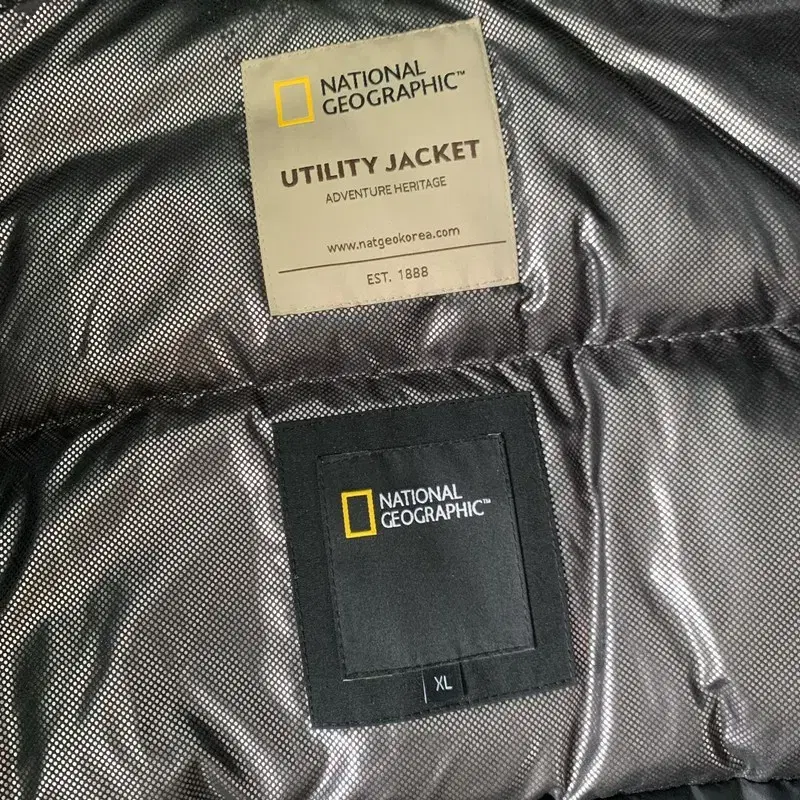 NATIONAL
GEOGRAPHIC™
UTILITY JACKET
ADVENTURE HERITAGE
www.natgeokorea.com
EST. 1888
NATIONAL
GEOGRAPHIC™
XL